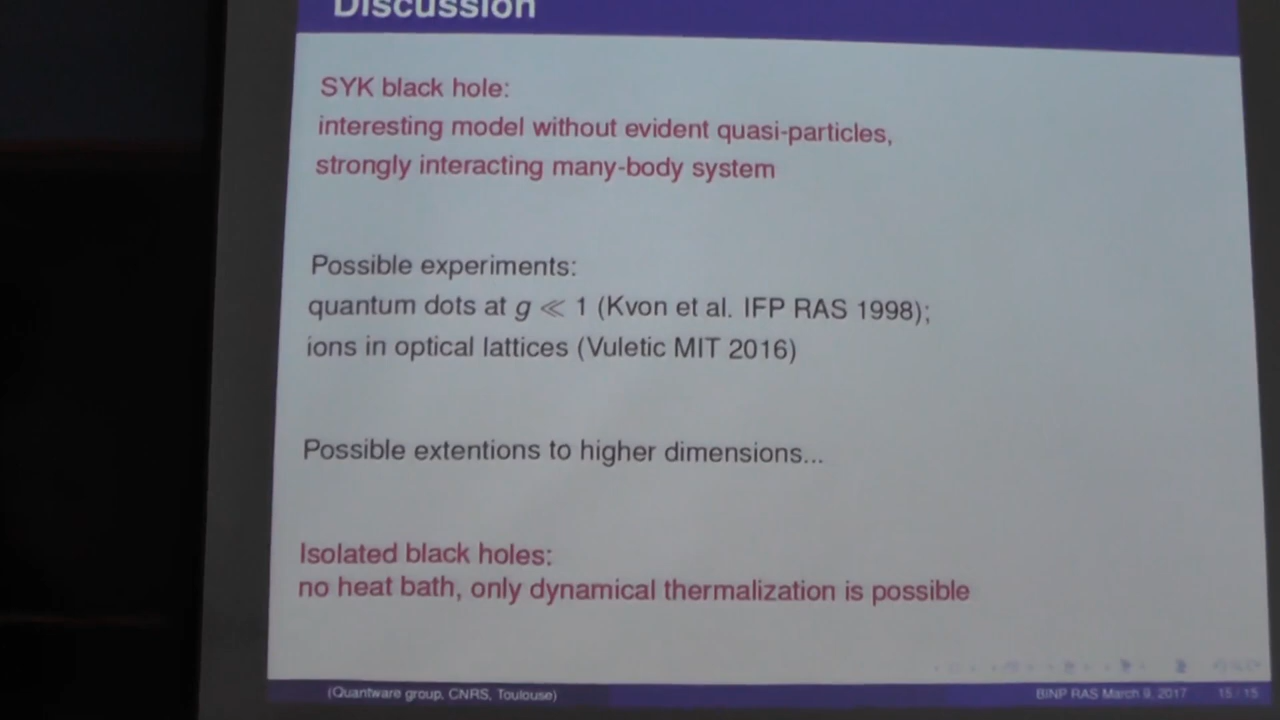 Discussion
SYK black hole:
interesting model without evident quasi-particles,
strongly interacting many-body system
Possible experiments:
quantum dots at g ≪ 1 (Kvon et al. IFP RAS 1998);
ions in optical lattices (Vuletic MIT 2016)
Possible extentions to higher dimensions...
Isolated black holes:
no heat bath, only dynamical thermalization is possible
(Quantware group, CNRS, Toulouse)
BINP RAS March 9, 2017
15 / 15